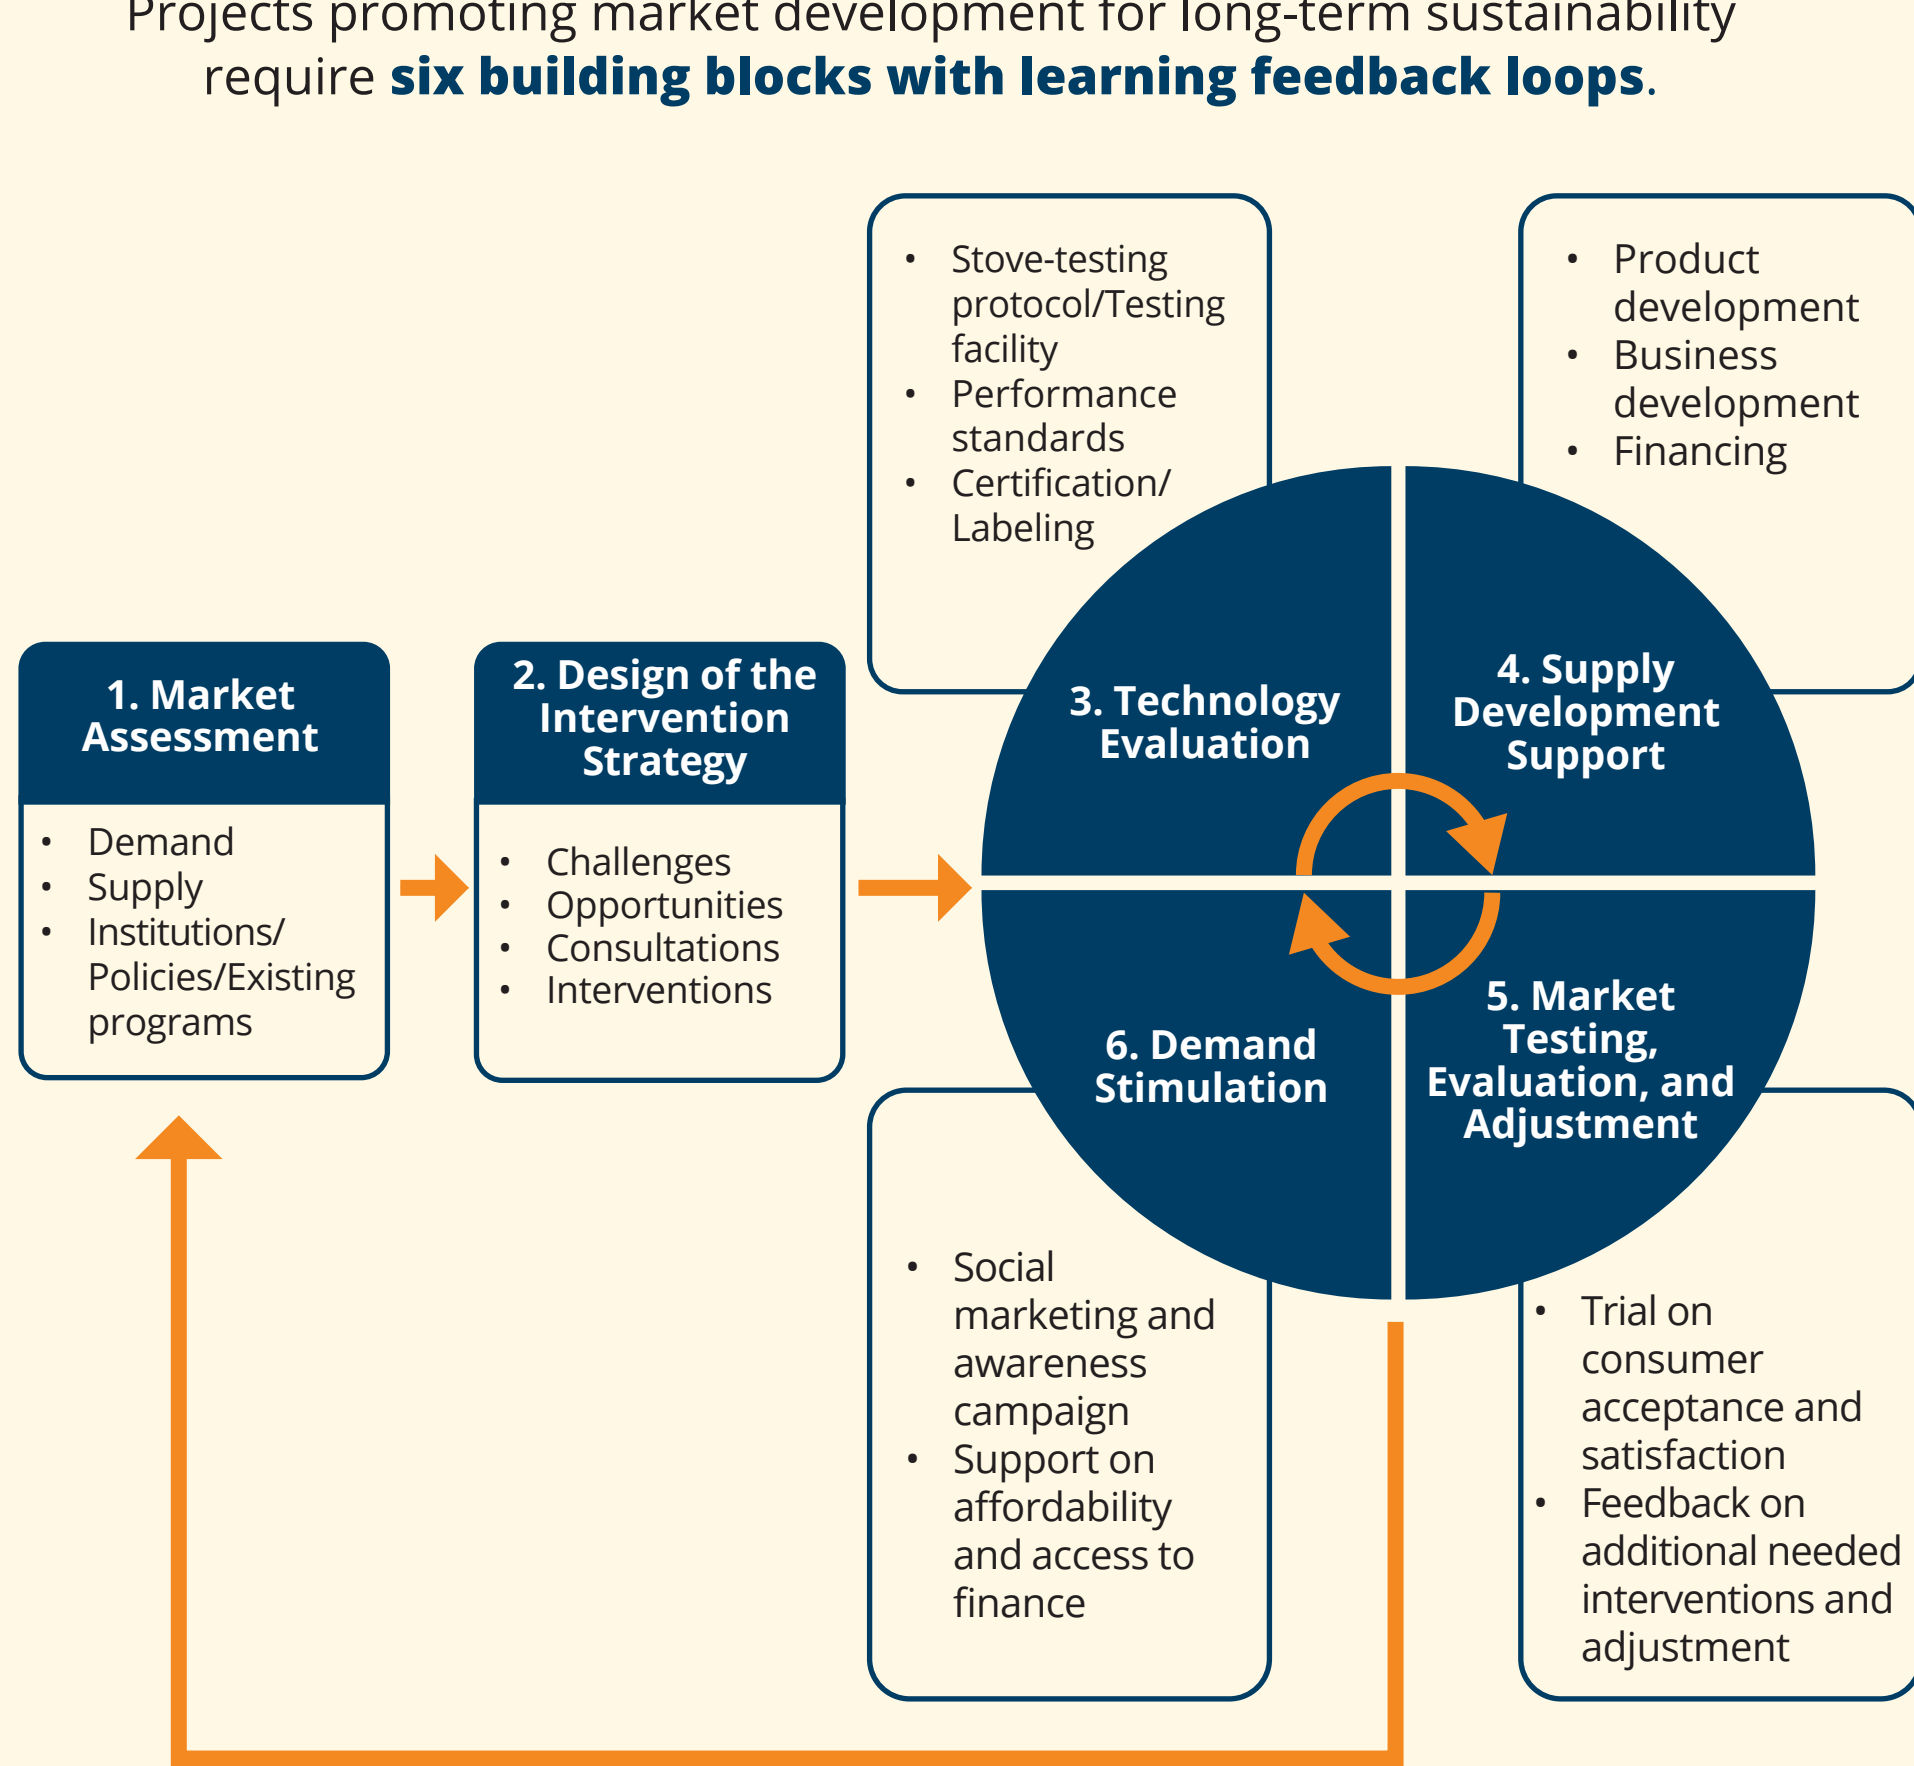 Projects promoting market development for long-term sustainability
require six building blocks with learning feedback loops.
1. Market
Assessment
• Demand
• Supply
• Institutions/
Policies/Existing
programs
2. Design of the
Intervention
Strategy
• Challenges
• Opportunities
• Consultations
• Interventions
• Stove-testing
protocol/Testing
facility
• Performance
standards
• Certification/
Labeling
3. Technology
Evaluation
• Product
development
• Business
development
• Financing
4. Supply
Development
Support
5. Market
Testing,
Evaluation, and
Adjustment
• Trial on
consumer
acceptance and
satisfaction
• Feedback on
additional needed
interventions and
adjustment
6. Demand
Stimulation
• Social
marketing and
awareness
campaign
• Support on
affordability
and access to
finance